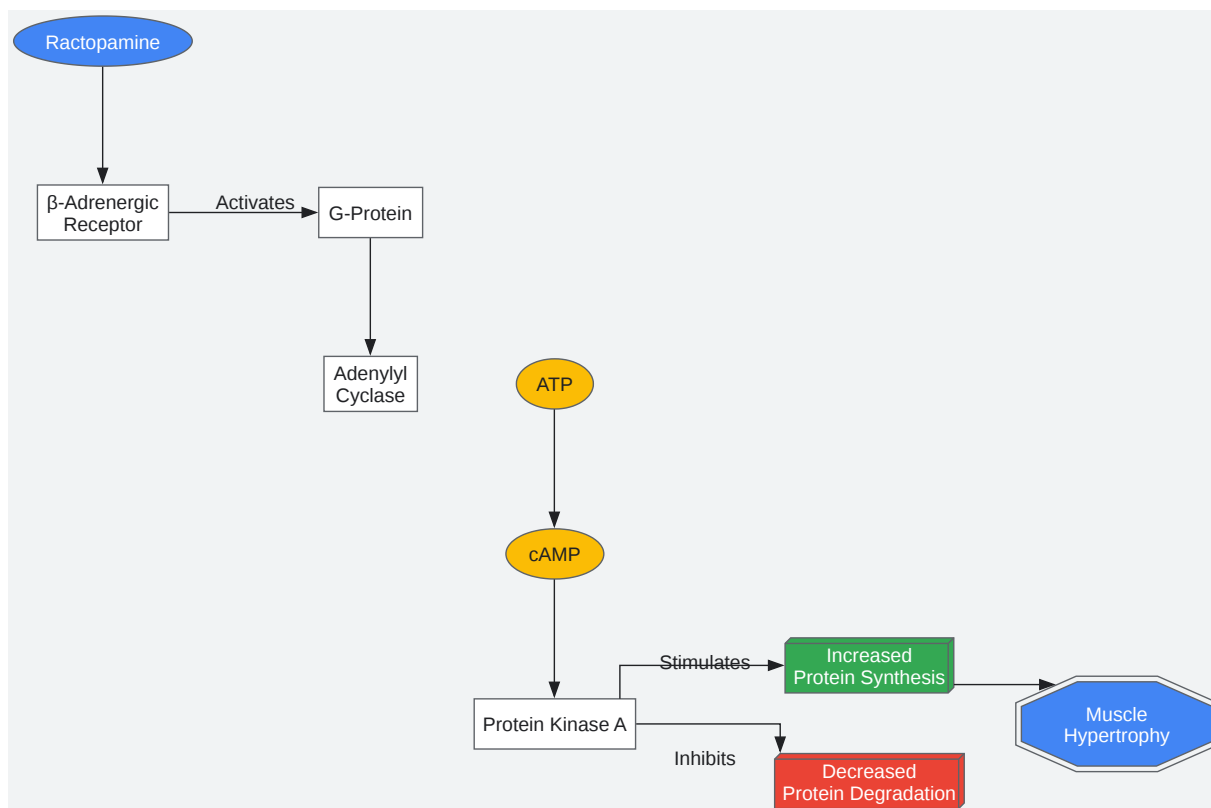 Ractopamine
β-Adrenergic
Receptor
Activates
G-Protein
Adenylyl
Cyclase
ATP
cAMP
Stimulates
Increased
Protein Synthesis
Protein Kinase A
Muscle
Hypertrophy
Inhibits
Decreased
Protein Degradation